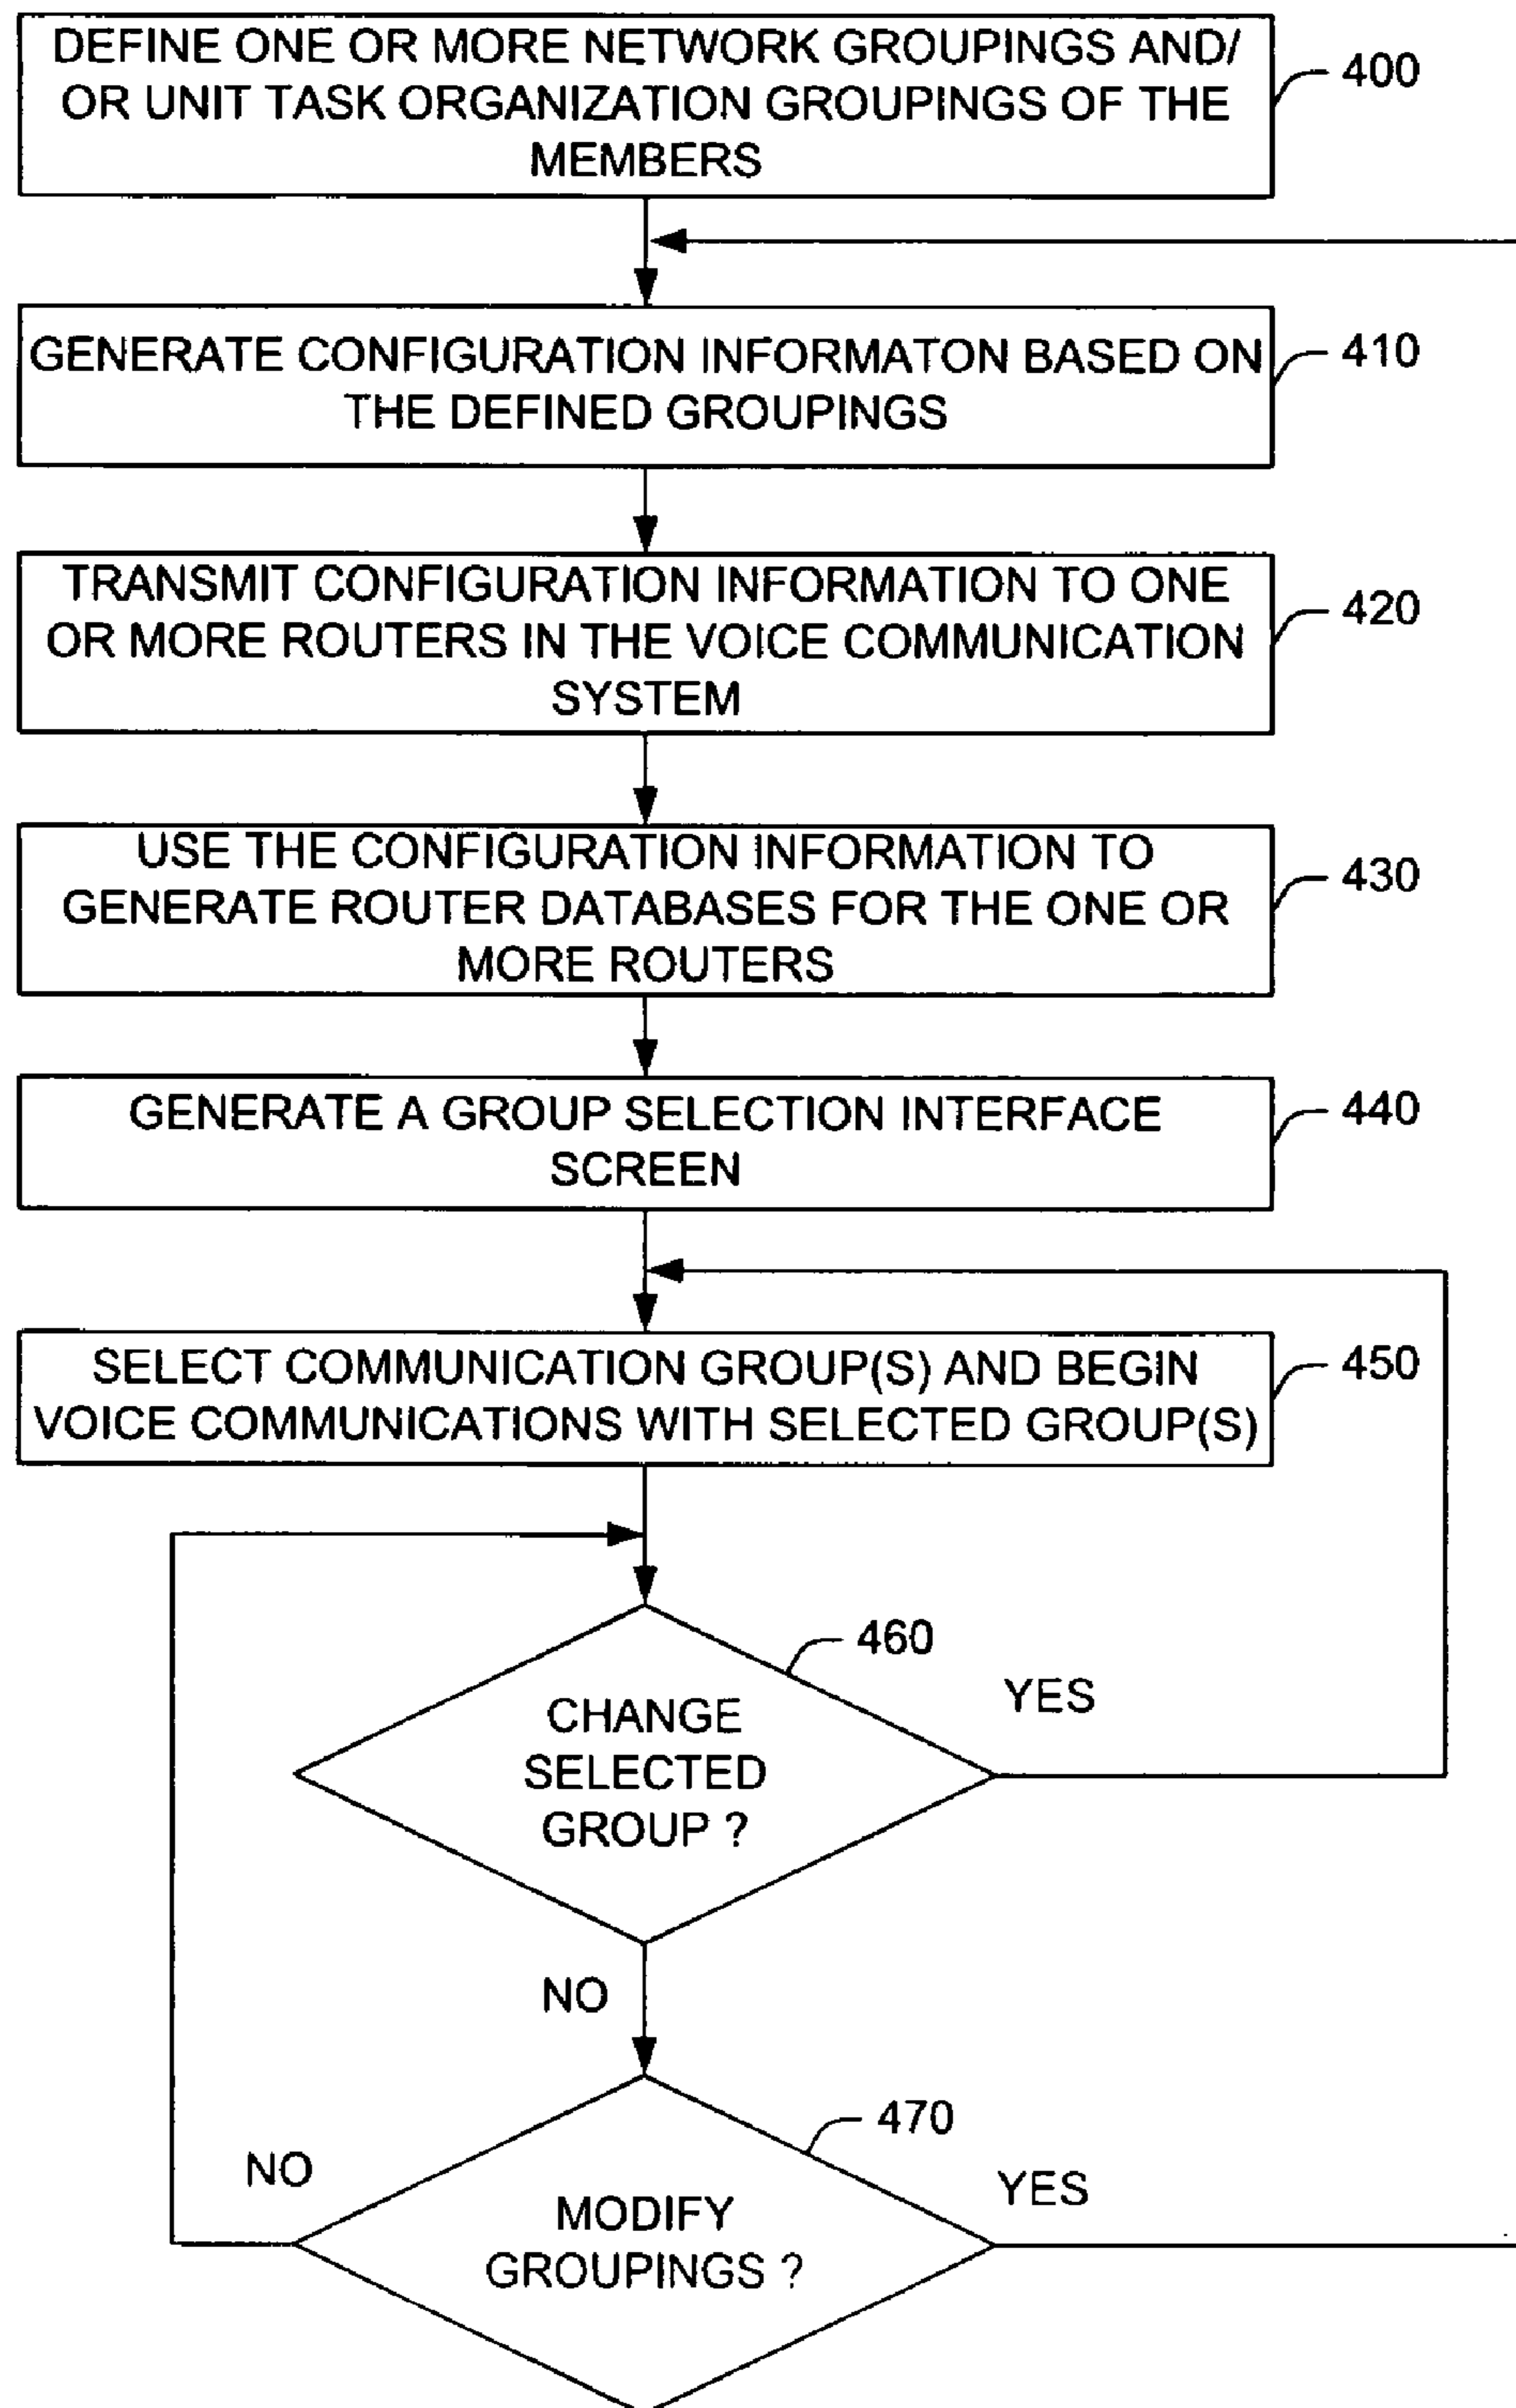 DEFINE ONE OR MORE NETWORK GROUPINGS AND/
OR UNIT TASK ORGANIZATION GROUPINGS OF THE
MEMBERS
400
GENERATE CONFIGURATION INFORMATON BASED ON
THE DEFINED GROUPINGS
410
TRANSMIT CONFIGURATION INFORMATION TO ONE
OR MORE ROUTERS IN THE VOICE COMMUNICATION
SYSTEM
420
USE THE CONFIGURATION INFORMATION TO
GENERATE ROUTER DATABASES FOR THE ONE OR
MORE ROUTERS
430
GENERATE A GROUP SELECTION INTERFACE
SCREEN
440
SELECT COMMUNICATION GROUP(S) AND BEGIN
VOICE COMMUNICATIONS WITH SELECTED GROUP(S)
450
460
YES
CHANGE
SELECTED
GROUP ?
NO
470
NO
YES
MODIFY
GROUPINGS ?